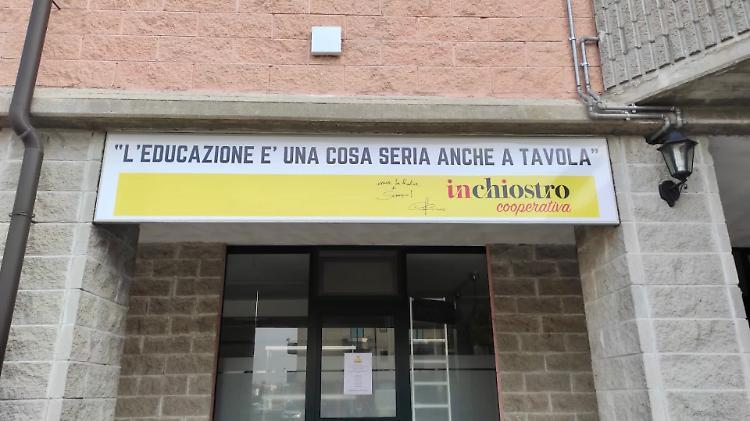 "L'EDUCAZIONE E' UNA COSA SERIA ANCHE A TAVOLA"
inchiostro
cooperativa